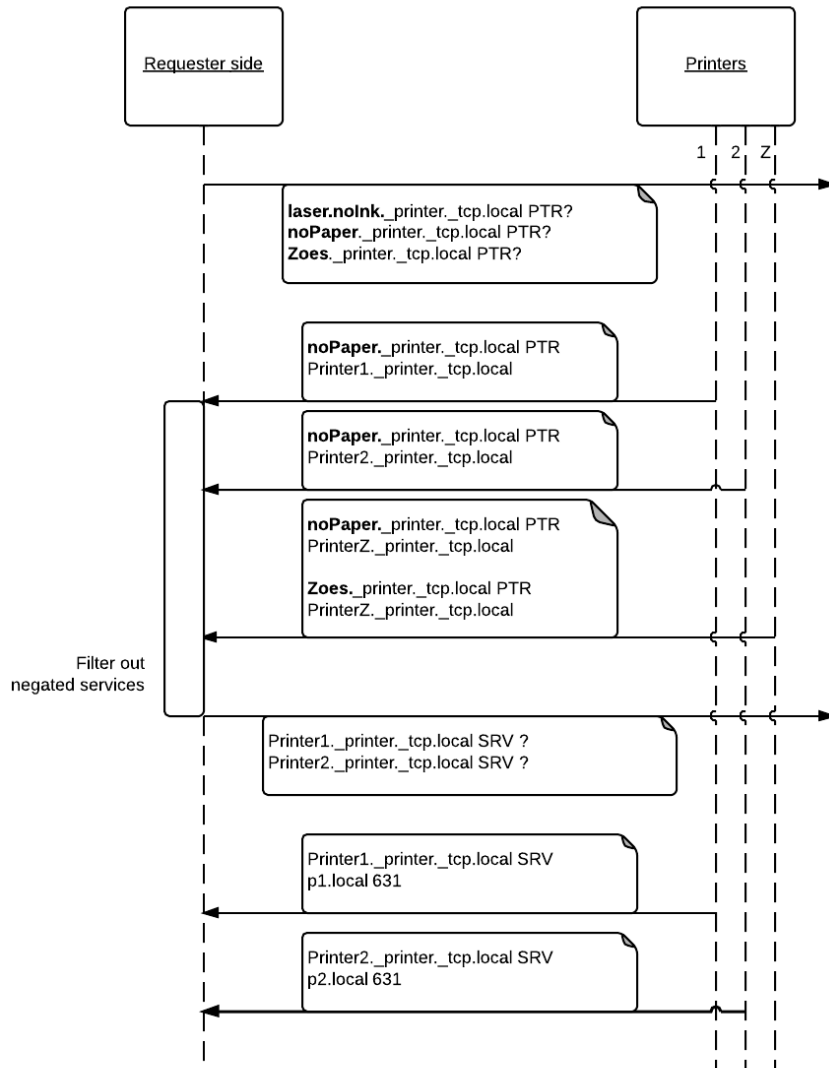 Requester side
Printers
1 2 Z
laser.noInk._printer._tcp.local PTR?
noPaper._printer._tcp.local PTR?
Zoes._printer._tcp.local PTR?
noPaper._printer._tcp.local PTR
Printer1._printer._tcp.local
noPaper._printer._tcp.local PTR
Printer2._printer._tcp.local
noPaper._printer._tcp.local PTR
PrinterZ._printer._tcp.local
Zoes._printer._tcp.local PTR
PrinterZ._printer._tcp.local
Filter out
negated services
Printer1._printer._tcp.local SRV ?
Printer2._printer._tcp.local SRV ?
Printer1._printer._tcp.local SRV
p1.local 631
Printer2._printer._tcp.local SRV
p2.local 631